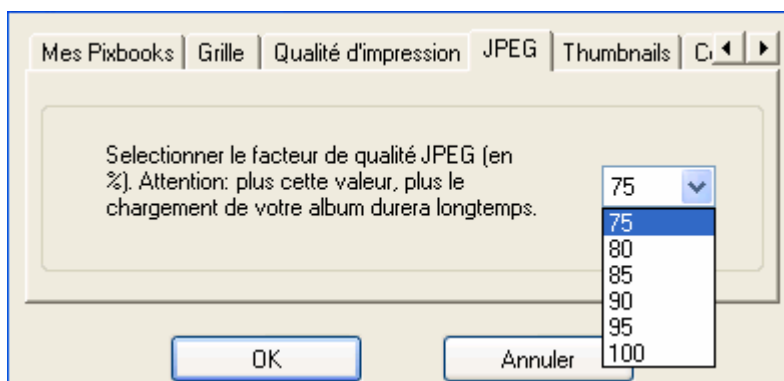 Mes Pixbooks Grille Qualité d'impression JPEG Thumbnails
Selectionner le facteur de qualité JPEG (en
%). Attention: plus cette valeur, plus le
chargement de votre album durera longtemps.
75
75
80
85
90
95
100
OK Annuler